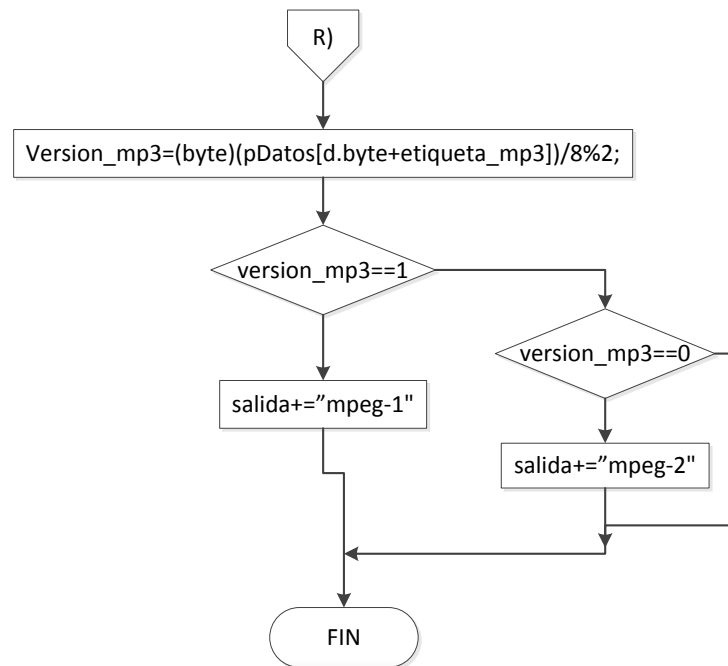 R)
Version_mp3=(byte)(pDatos[d.byte+etiqueta_mp3])/8%2;
version_mp3==1
version_mp3==0
salida+=”mpeg-1"
salida+=”mpeg-2"
FIN